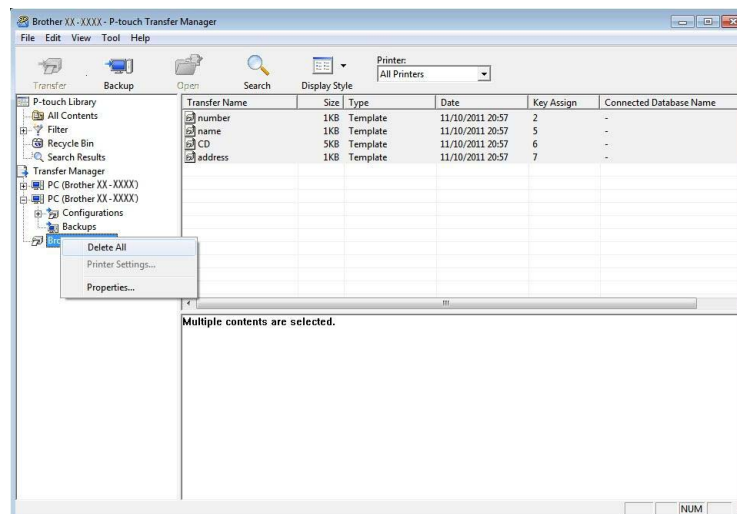 Brother XX-XXXX - P-touch Transfer Manager
File Edit View Tool Help
Transfer Backup Open Search Display Style
Printer:
All Printers
P-touch Library
All Contents
Filter
Recycle Bin
Search Results
Transfer Manager
PC (Brother XX-XXXX)
PC (Brother XX-XXXX)
Configurations
Backups
Delete All
Printer Settings...
Properties...
Transfer Name Size Type Date Key Assign Connected Database Name
number 1KB Template 11/10/2011 20:57 2 -
name 1KB Template 11/10/2011 20:57 5 -
CD 5KB Template 11/10/2011 20:57 6 -
address 1KB Template 11/10/2011 20:57 7 -
Multiple contents are selected.
NUM